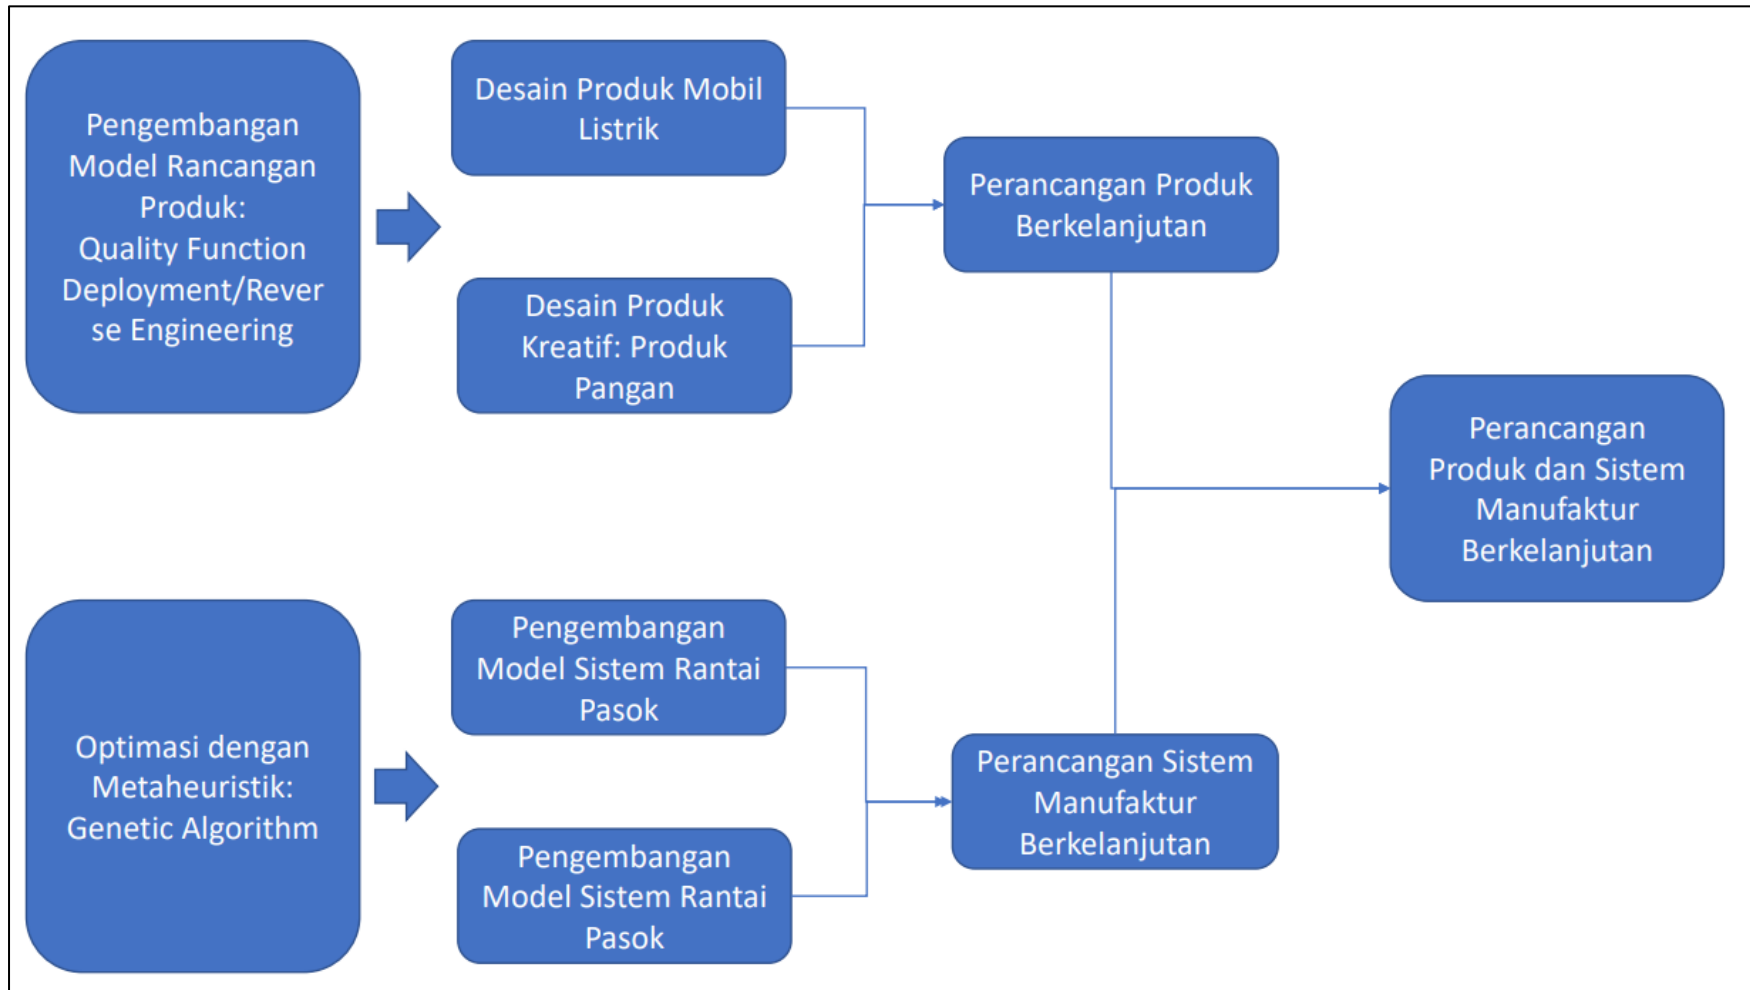 Pengembangan
Model Rancangan
Produk:
Quality Function
Deployment/Rever
se Engineering
Desain Produk Mobil
Listrik
Desain Produk
Kreatif: Produk
Pangan
Perancangan Produk
Berkelanjutan
Perancangan
Produk dan Sistem
Manufaktur
Berkelanjutan
Optimasi dengan
Metaheuristik:
Genetic Algorithm
Pengembangan
Model Sistem Rantai
Pasok
Pengembangan
Model Sistem Rantai
Pasok
Perancangan Sistem
Manufaktur
Berkelanjutan